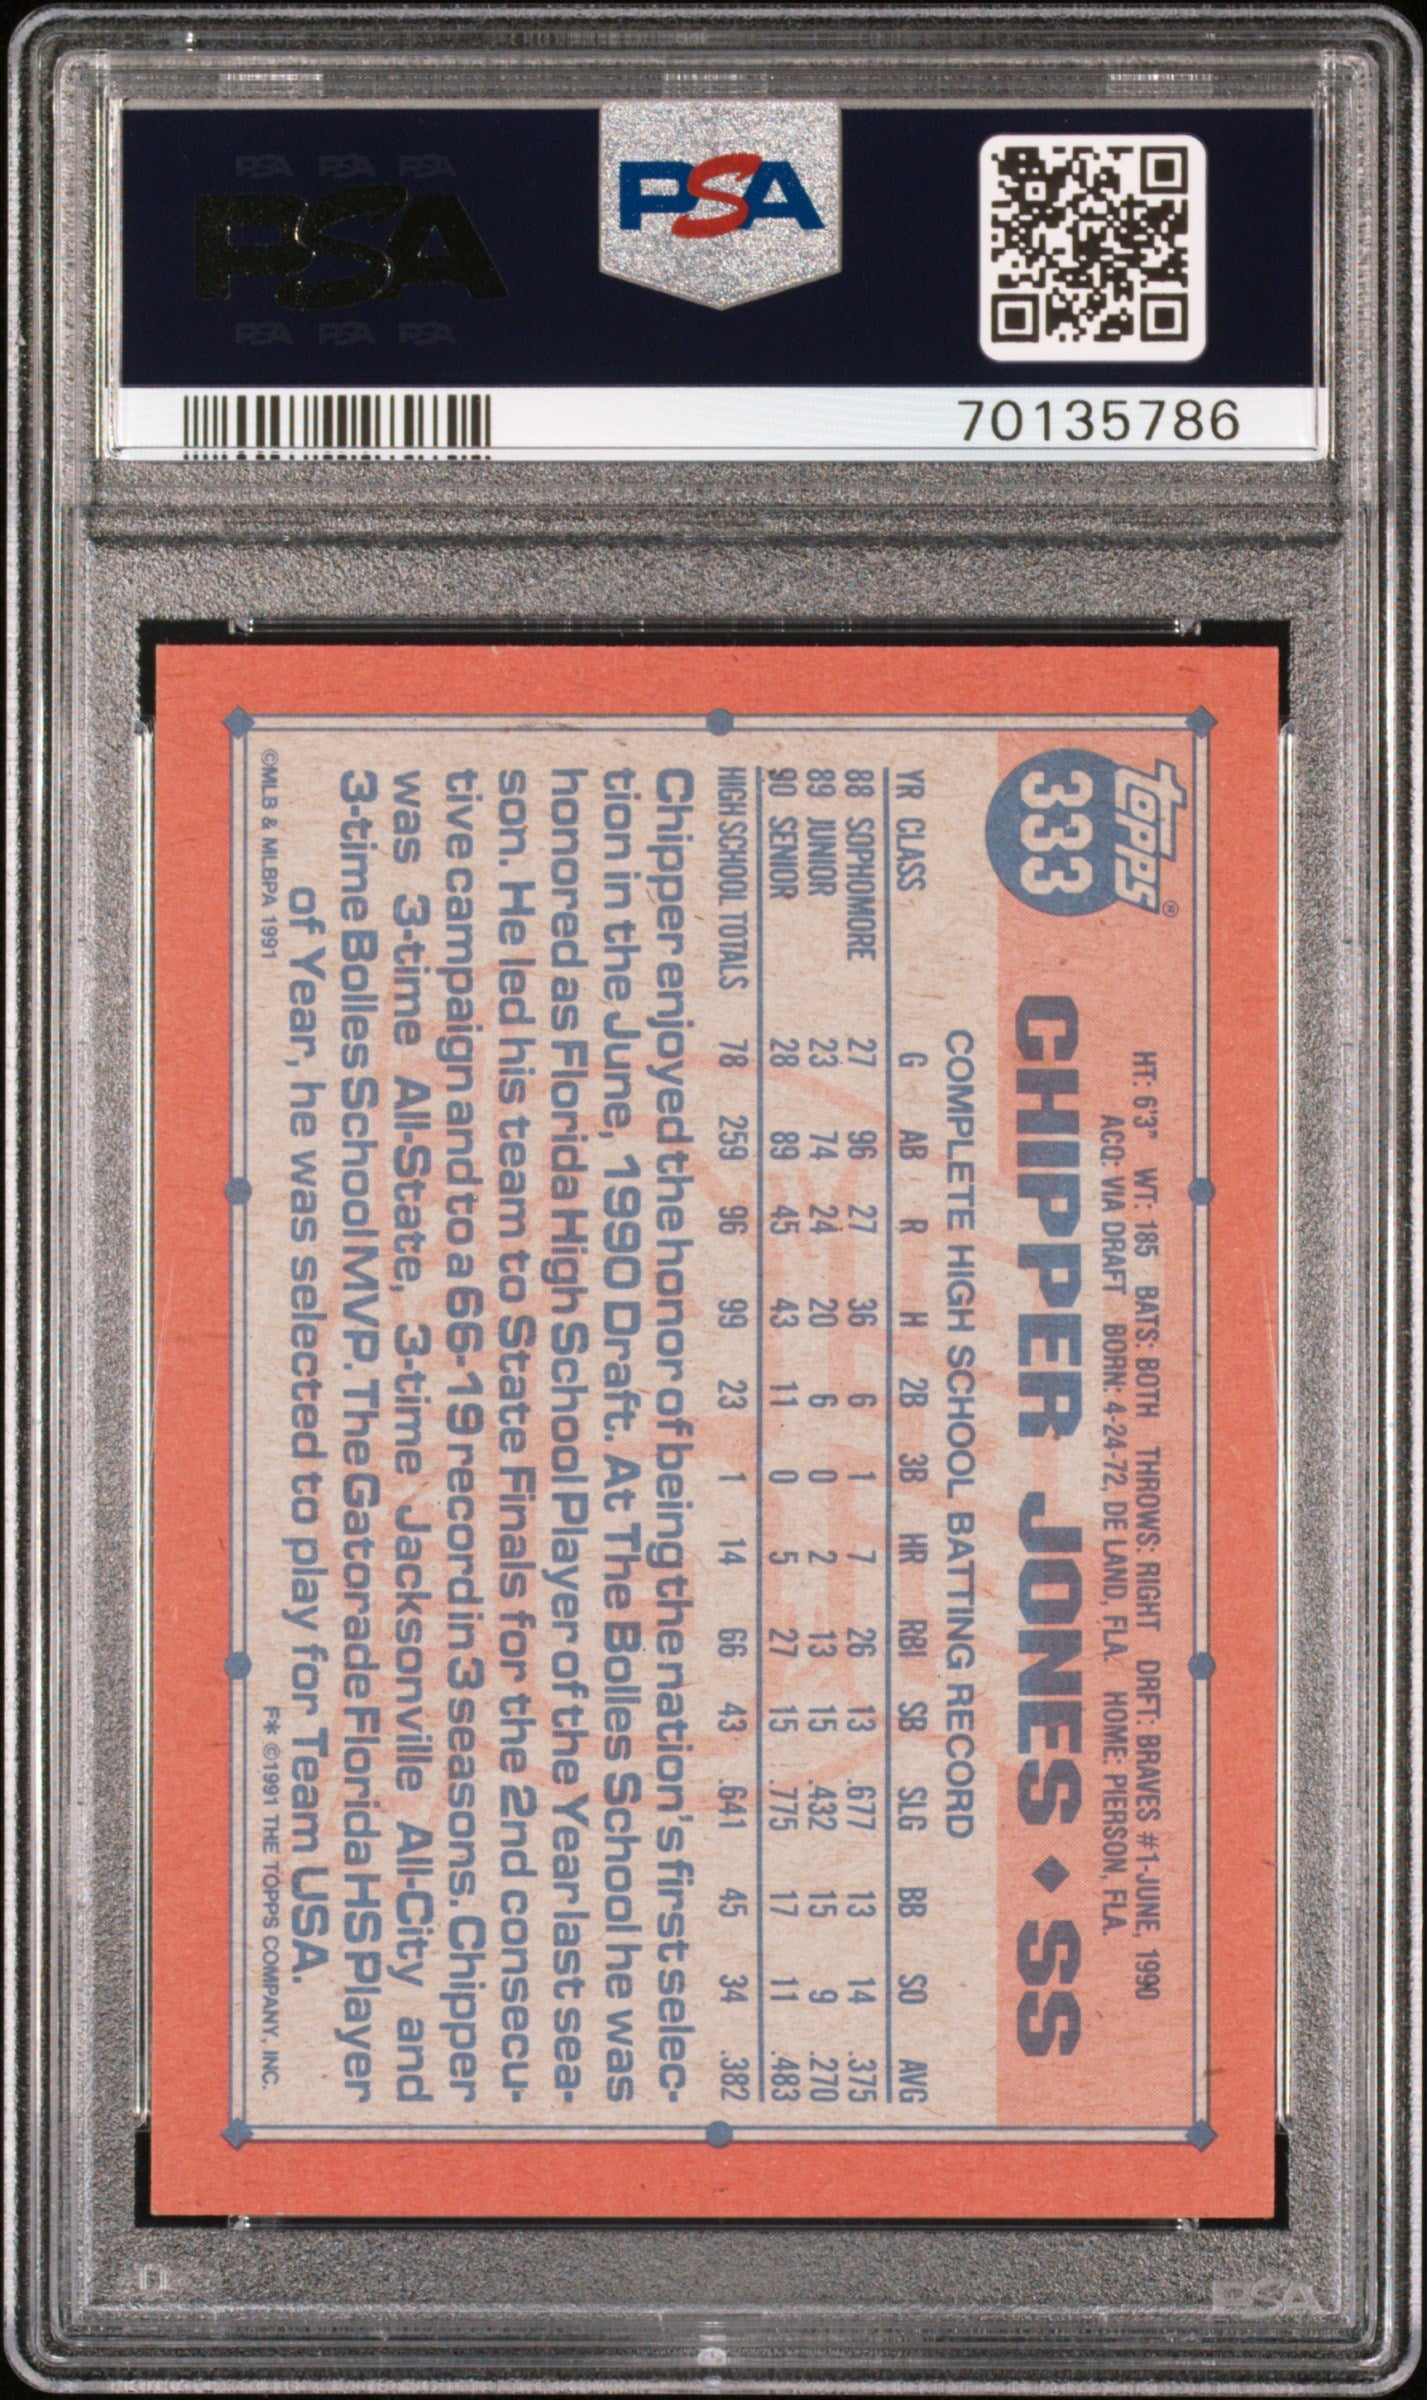 PSA PSA PSA
PSA
PSA PSA PSA
PSA
70135786
topps®
333
HT: 6'3" WT: 185 BATS: BOTH THROWS: RIGHT DRFT: BRAVES #1-JUNE, 1990
ACQ: VIA DRAFT BORN: 4-24-72, DE LAND, FLA. HOME: PIERSON, FLA.
CHIPPER JONES ◆ SS
COMPLETE HIGH SCHOOL BATTING RECORD
YR CLASS G AB R H 2B 3B HR RBI SB SLG BB SO AVG
88 SOPHOMORE 27 96 27 36 6 1 7 26 13 .677 13 14 .375
89 JUNIOR 23 74 24 20 6 0 2 13 15 .432 15 9 .270
90 SENIOR 28 89 45 43 11 0 5 27 15 .775 17 11 .483
HIGH SCHOOL TOTALS 78 259 96 99 23 1 14 66 43 .641 45 34 .382
Chipper enjoyed the honor of being the nation's first selec-
tion in the June, 1990 Draft. At The Bolles School he was
honored as Florida High School Player of the Year last sea-
son. He led his team to State Finals for the 2nd consecu-
tive campaign and to a 66-19 record in 3 seasons. Chipper
was 3-time All-State, 3-time Jacksonville All-City and
3-time Bolles School MVP. The Gatorade Florida HS Player
of Year, he was selected to play for Team USA.
©MLB & MLBPA 1991
F* ©1991 THE TOPPS COMPANY, INC.
PSA